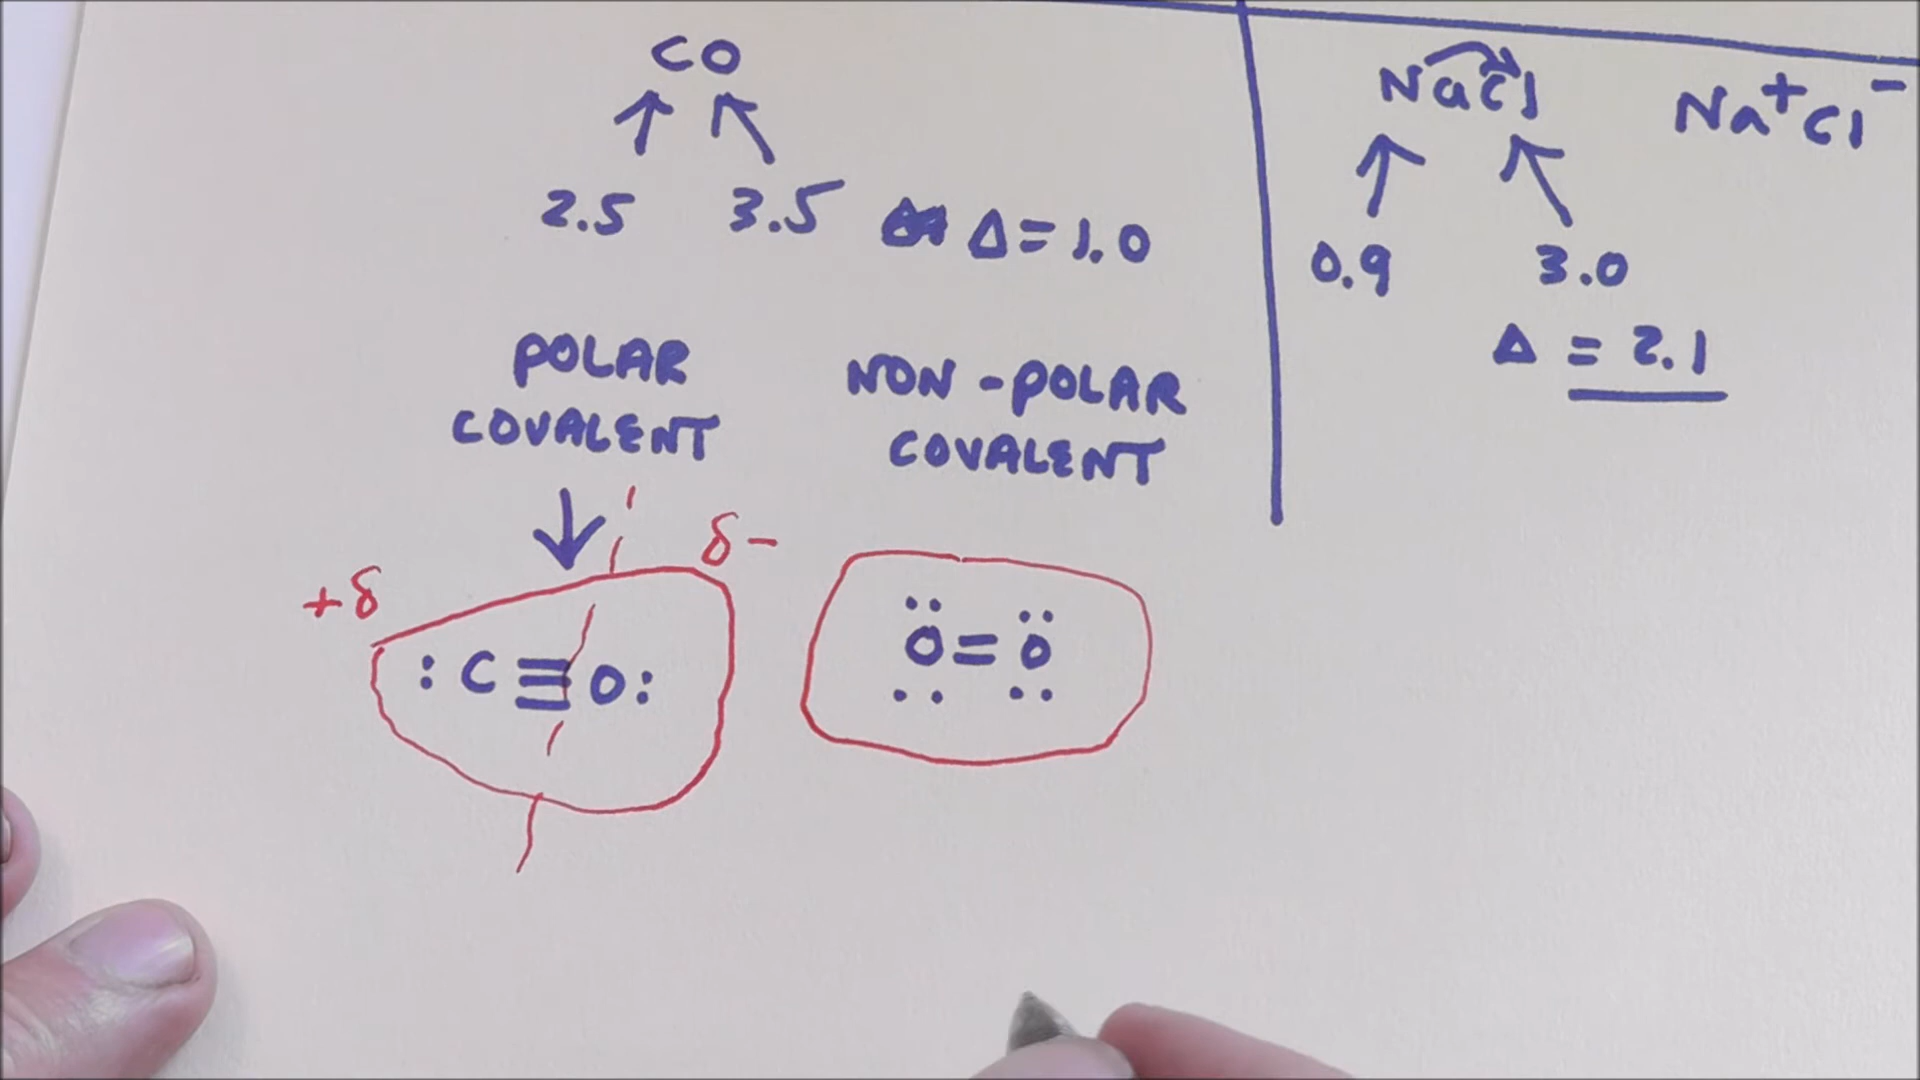 CO
2.5 3.5 Δ=1.0
POLAR
COVALENT
NON-POLAR
COVALENT
+δ
δ-
:C≡O:
O=O
NaCl Na⁺Cl⁻
0.9 3.0
Δ = 2.1